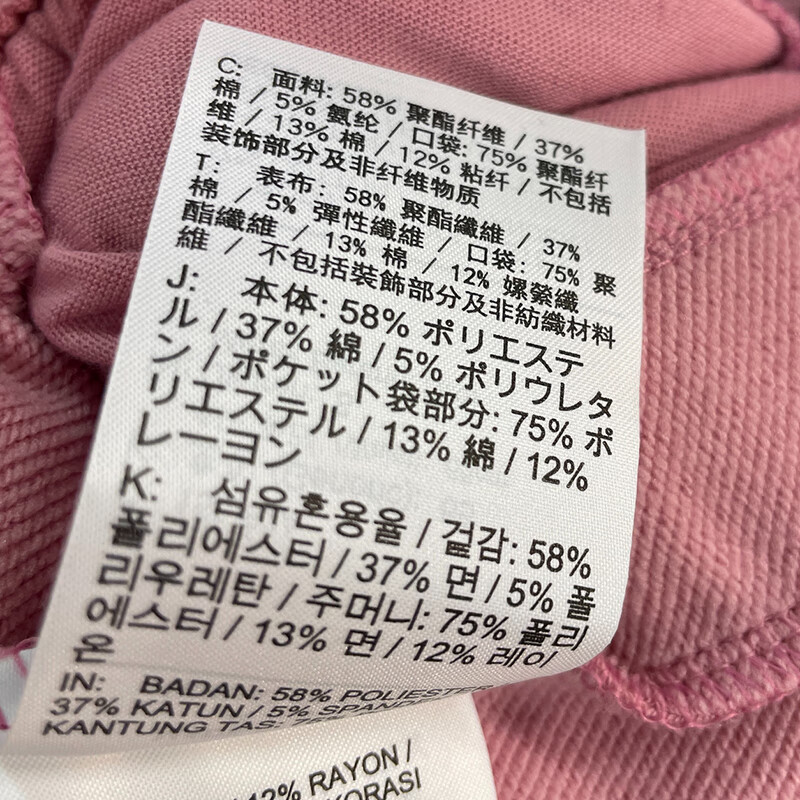 C: 面料: 58% 聚酯纤维 / 37%
棉 / 5% 氨纶 / 口袋: 75% 聚酯纤
维 / 13% 棉 / 12% 粘纤 / 不包括
装饰部分及非纤维物质
T: 表布: 58% 聚酯纖維 / 37%
棉 / 5% 彈性纖維 / 口袋: 75% 聚
酯纖維 / 13% 棉 / 12% 嫘縈纖
維 / 不包括裝飾部分及非紡織材料
J: 本体: 58% ポリエステ
ル / 37% 綿 / 5% ポリウレタ
ン / ポケット袋部分: 75% ポ
リエステル / 13% 綿 / 12%
レーヨン
K: 섬유혼용율 / 겉감: 58%
폴리에스터 / 37% 면 / 5% 폴
리우레탄 / 주머니: 75% 폴리
에스터 / 13% 면 / 12% 레이
온
IN: BADAN: 58% POLIESTER
37% KATUN / 5%
KANTUNG TAS: 75%
12% RAYON /